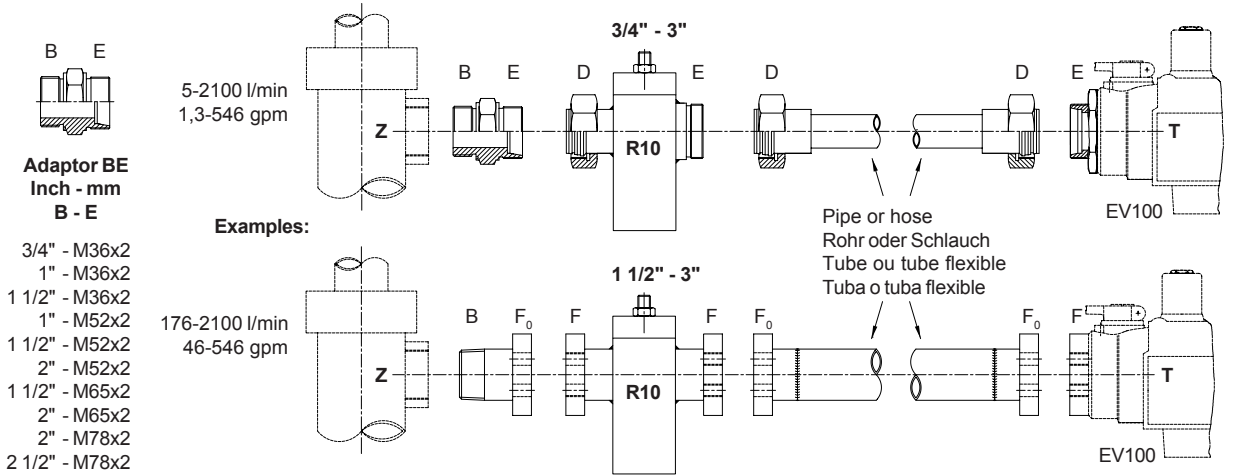 B E
Adaptor BE
Inch - mm
B - E
3/4" - M36x2
1" - M36x2
1 1/2" - M36x2
1" - M52x2
1 1/2" - M52x2
2" - M52x2
1 1/2" - M65x2
2" - M65x2
2" - M78x2
2 1/2" - M78x2
3/4" - 3"
5-2100 l/min
1,3-546 gpm
B E D E D D E
Z R10 T
EV100
Examples:
Pipe or hose
Rohr oder Schlauch
Tube ou tube flexible
Tuba o tuba flexible
1 1/2" - 3"
176-2100 l/min
46-546 gpm
B F₀ F F F₀ F₀ F
Z R10 T
EV100